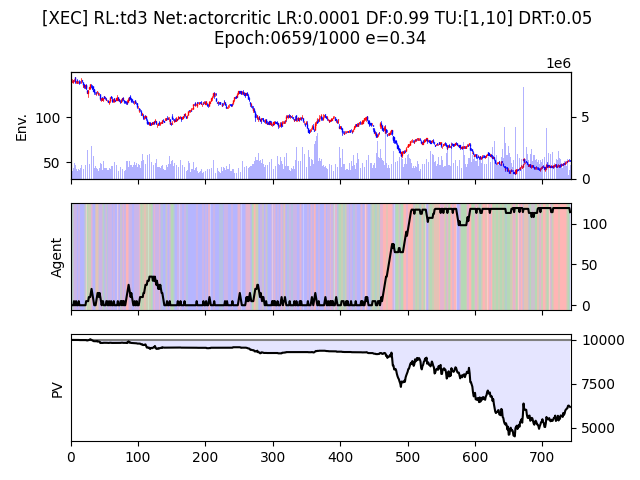 [XEC] RL:td3 Net:actorcritic LR:0.0001 DF:0.99 TU:[1,10] DRT:0.05
Epoch:0659/1000 e=0.34
1e6
Env.
100
50
5
0
Agent
100
50
0
PV
10000
7500
5000
0 100 200 300 400 500 600 700